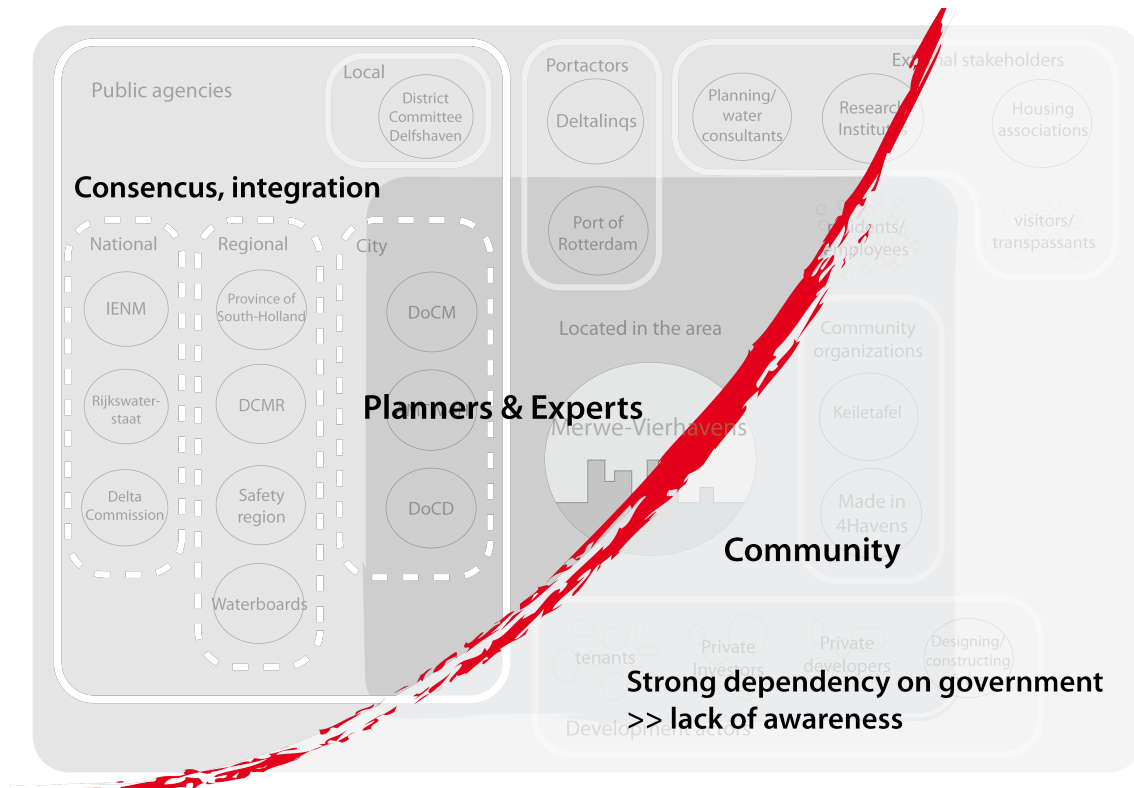 Public agencies
Local
District
Committee
Delfshaven
Portactors
Deltalinqs
Port of
Rotterdam
External stakeholders
Planning/
water
consultants
Research
Institutes
Housing
associations
visitors/
transpassants
employees
Consencus, integration
National
IENM
Rijkswater-
staat
Delta
Commission
Regional
Province of
South-Holland
DCMR
Safety
region
Waterboards
City
DoCM
DoCD
Located in the area
Merwe-Vierhavens
Planners & Experts
Community
organizations
Keiletafel
Made in
4Havens
Community
tenants
Private
Investors
Private
developers
Designing/
constructing
Strong dependency on government
>> lack of awareness
Development actors